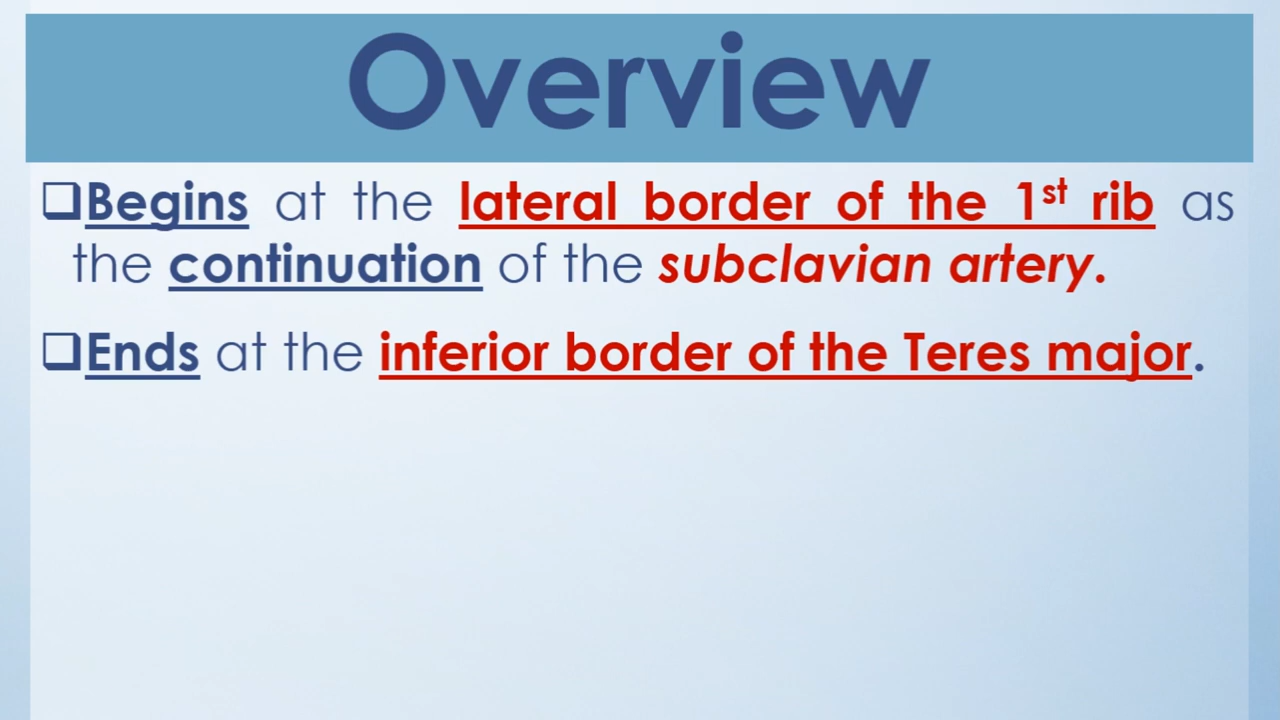 Overview
❑Begins at the lateral border of the 1st rib as
the continuation of the subclavian artery.
❑Ends at the inferior border of the Teres major.